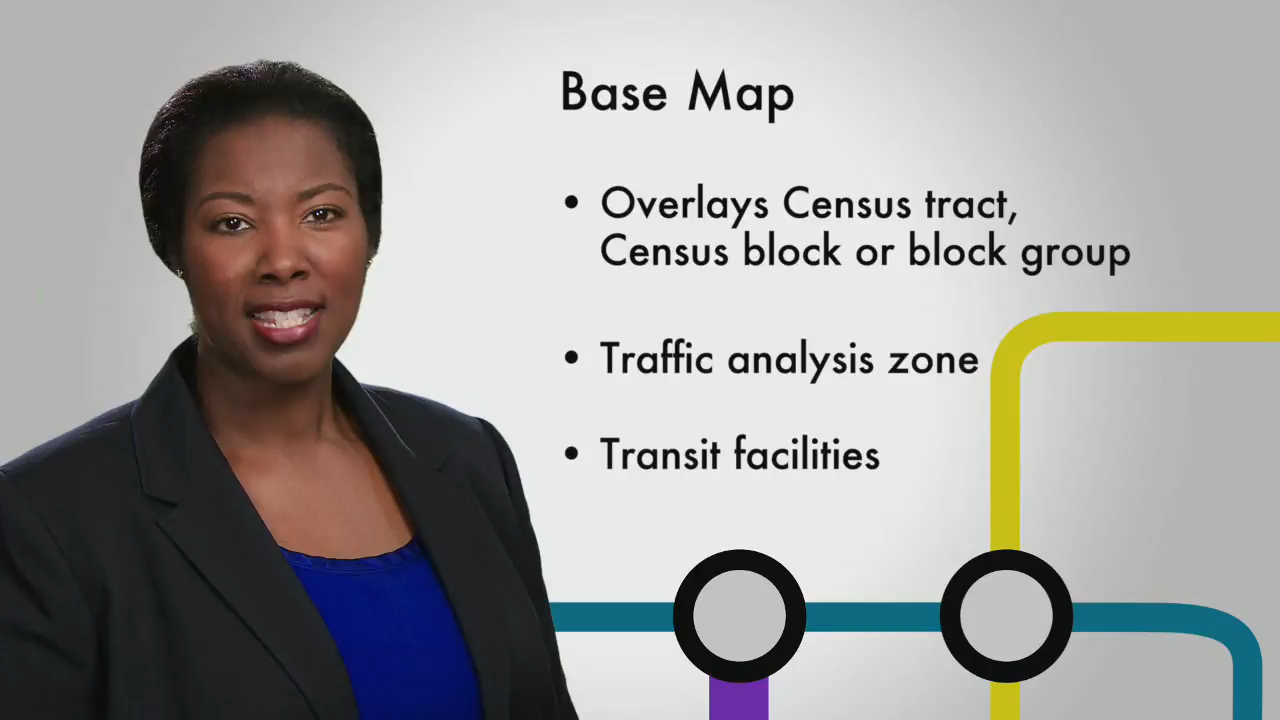 Base Map
• Overlays Census tract,
Census block or block group
• Traffic analysis zone
• Transit facilities